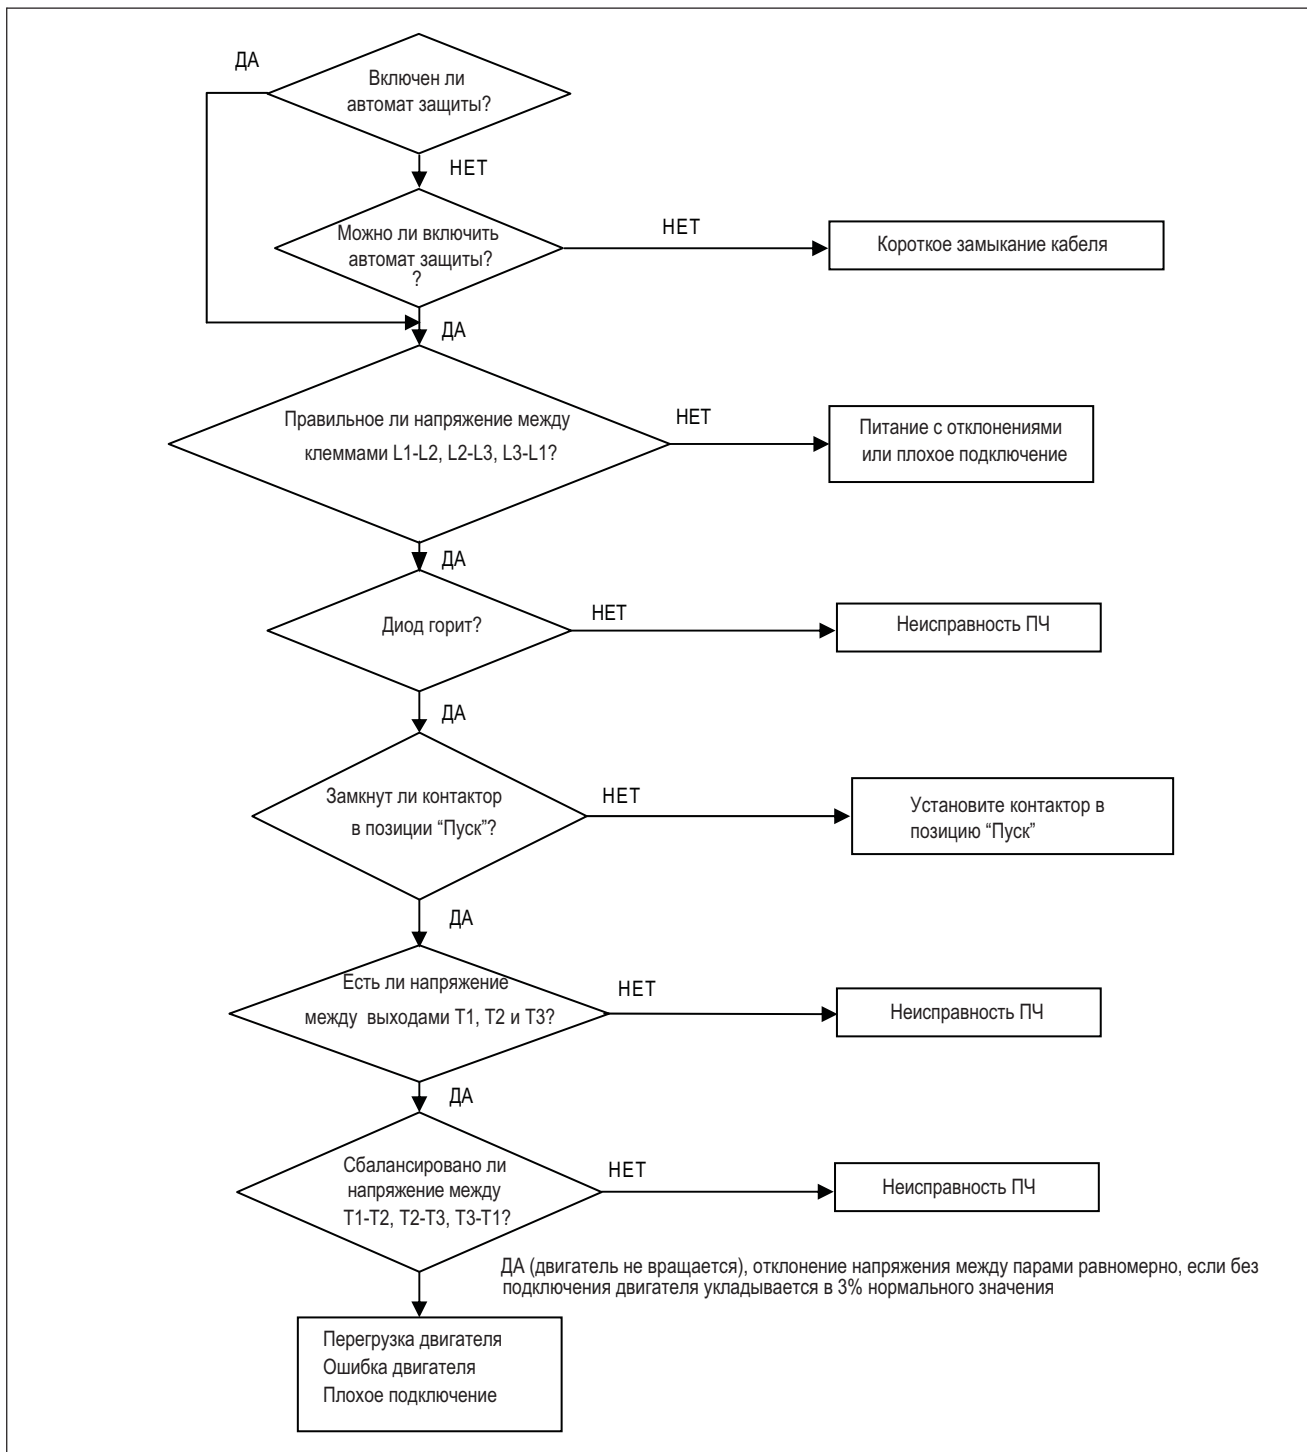 ДА
Включен ли
автомат защиты?
НЕТ
Можно ли включить
автомат защиты?
?
НЕТ
Короткое замыкание кабеля
ДА
Правильное ли напряжение между
клеммами L1-L2, L2-L3, L3-L1?
НЕТ
Питание с отклонениями
или плохое подключение
ДА
Диод горит?
НЕТ
Неисправность ПЧ
ДА
Замкнут ли контактор
в позиции “Пуск”?
НЕТ
Установите контактор в
позицию “Пуск”
ДА
Есть ли напряжение
между выходами T1, T2 и T3?
НЕТ
Неисправность ПЧ
ДА
Сбалансировано ли
напряжение между
T1-T2, T2-T3, T3-T1?
НЕТ
Неисправность ПЧ
ДА (двигатель не вращается), отклонение напряжения между парами равномерно, если без
подключения двигателя укладывается в 3% нормального значения
Перегрузка двигателя
Ошибка двигателя
Плохое подключение